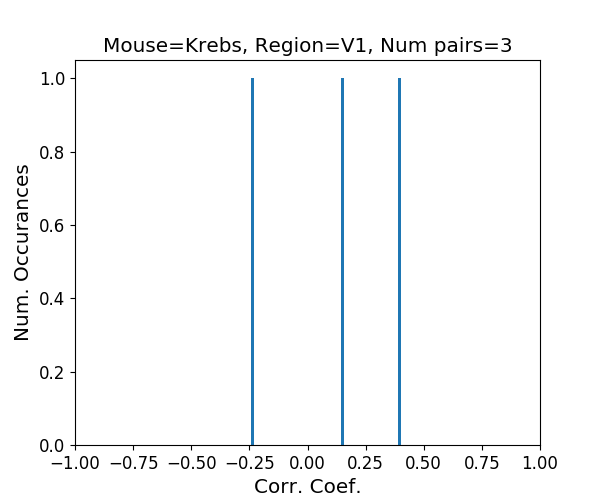 Mouse=Krebs, Region=V1, Num pairs=3
1.0
0.8
0.6
0.4
0.2
0.0
Num. Occurances
−1.00 −0.75 −0.50 −0.25 0.00 0.25 0.50 0.75 1.00
Corr. Coef.